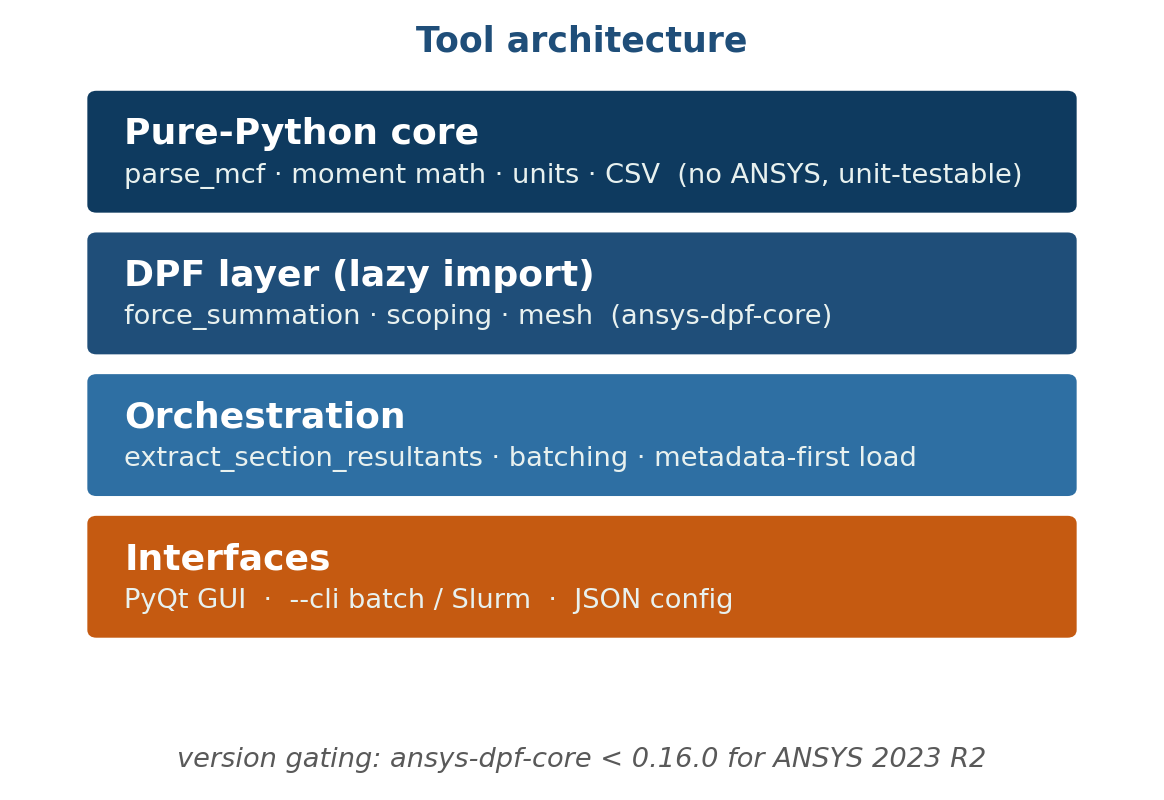 Tool architecture
Pure-Python core
parse_mcf · moment math · units · CSV  (no ANSYS, unit-testable)
DPF layer (lazy import)
force_summation · scoping · mesh  (ansys-dpf-core)
Orchestration
extract_section_resultants · batching · metadata-first load
Interfaces
PyQt GUI  ·  --cli batch / Slurm  ·  JSON config
version gating: ansys-dpf-core < 0.16.0 for ANSYS 2023 R2